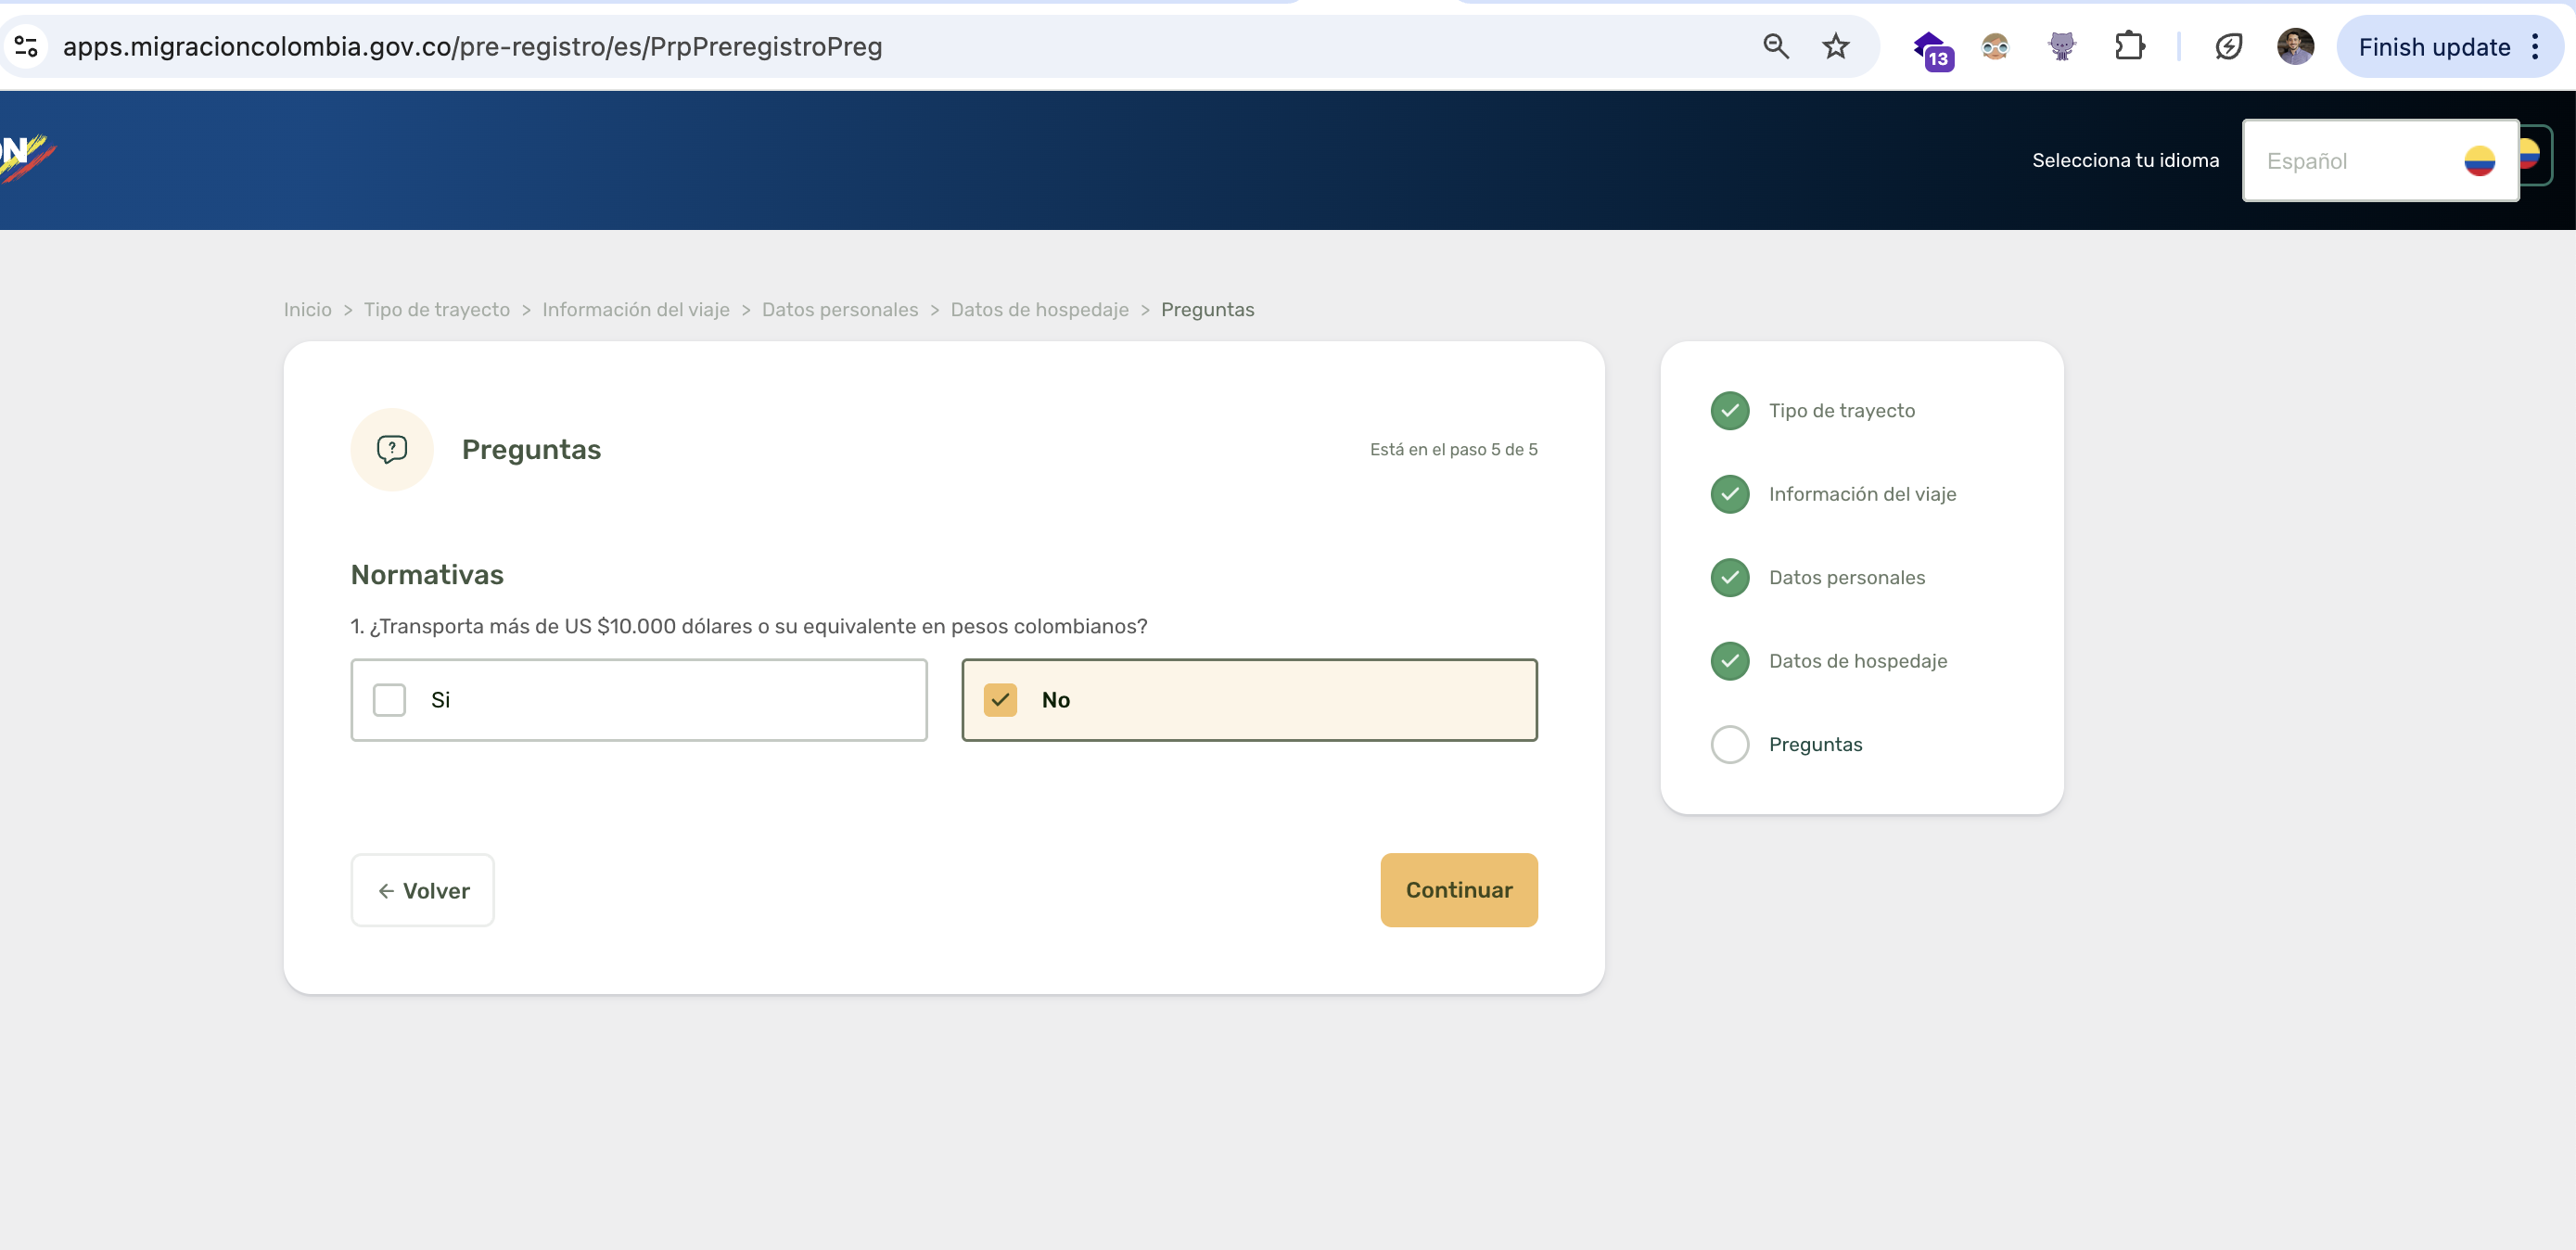 apps.migracioncolombia.gov.co/pre-registro/es/PrpPreregistroPreg
13
Finish update
ON
Selecciona tu idioma
Español
Inicio > Tipo de trayecto > Información del viaje > Datos personales > Datos de hospedaje > Preguntas
Preguntas
Está en el paso 5 de 5
Normativas
1. ¿Transporta más de US $10.000 dólares o su equivalente en pesos colombianos?
Si
No
← Volver
Continuar
Tipo de trayecto
Información del viaje
Datos personales
Datos de hospedaje
Preguntas